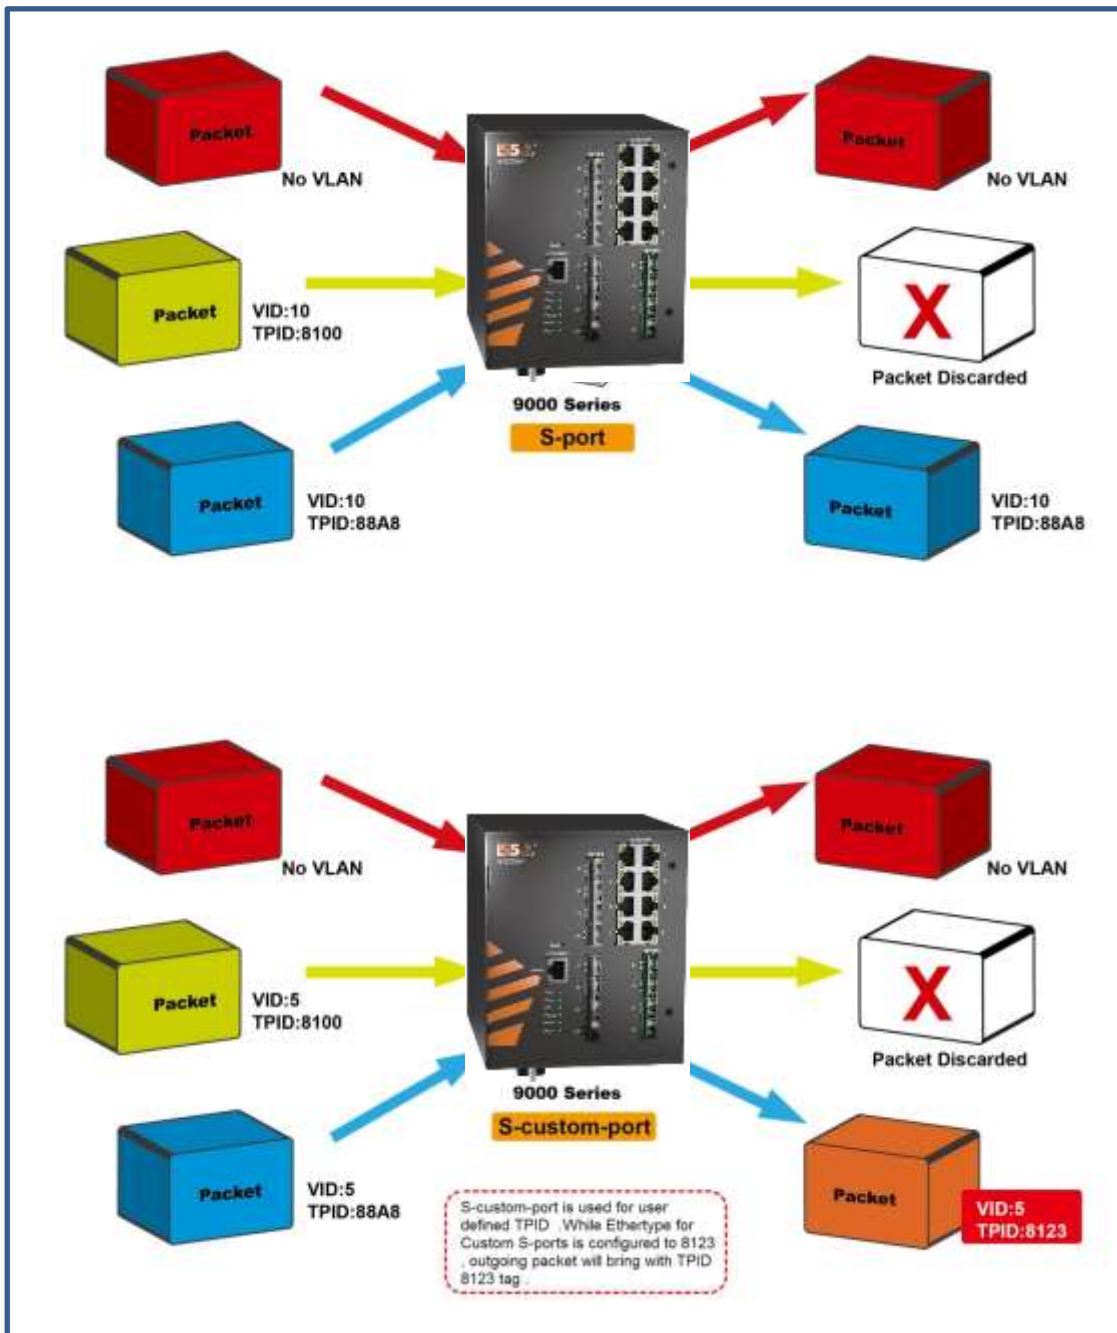 Packet
No VLAN
Packet
No VLAN
Packet
VID:10
TPID:8100
X
Packet Discarded
9000 Series
S-port
Packet
VID:10
TPID:88A8
Packet
VID:10
TPID:88A8
Packet
No VLAN
Packet
No VLAN
Packet
VID:5
TPID:8100
X
Packet Discarded
9000 Series
S-custom-port
Packet
VID:5
TPID:88A8
S-custom-port is used for user
defined TPID .While Ethertype for
Custom S-ports is configured to 8123
, outgoing packet will bring with TPID
8123 tag .
Packet
VID:5
TPID:8123